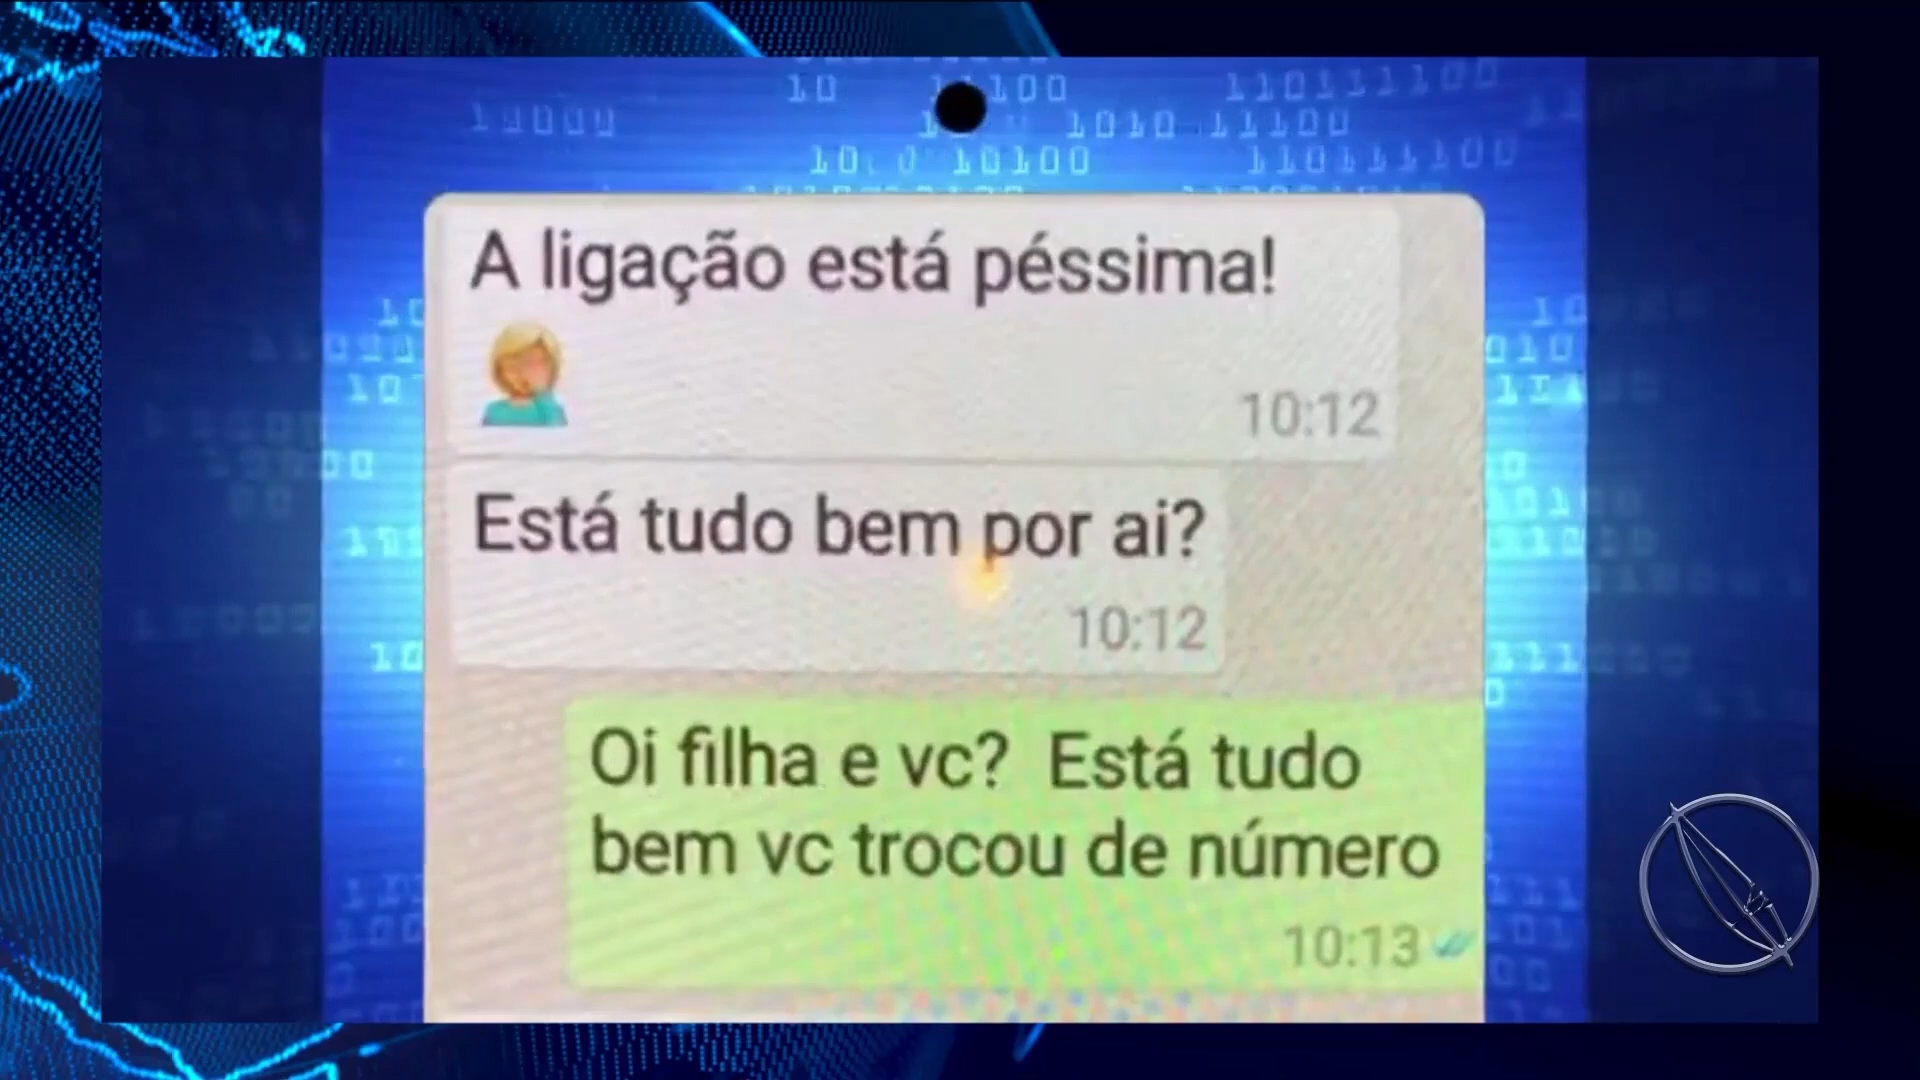 A ligação está péssima!
10:12
Está tudo bem por ai?
10:12
Oi filha e vc?  Está tudo
bem vc trocou de número
10:13